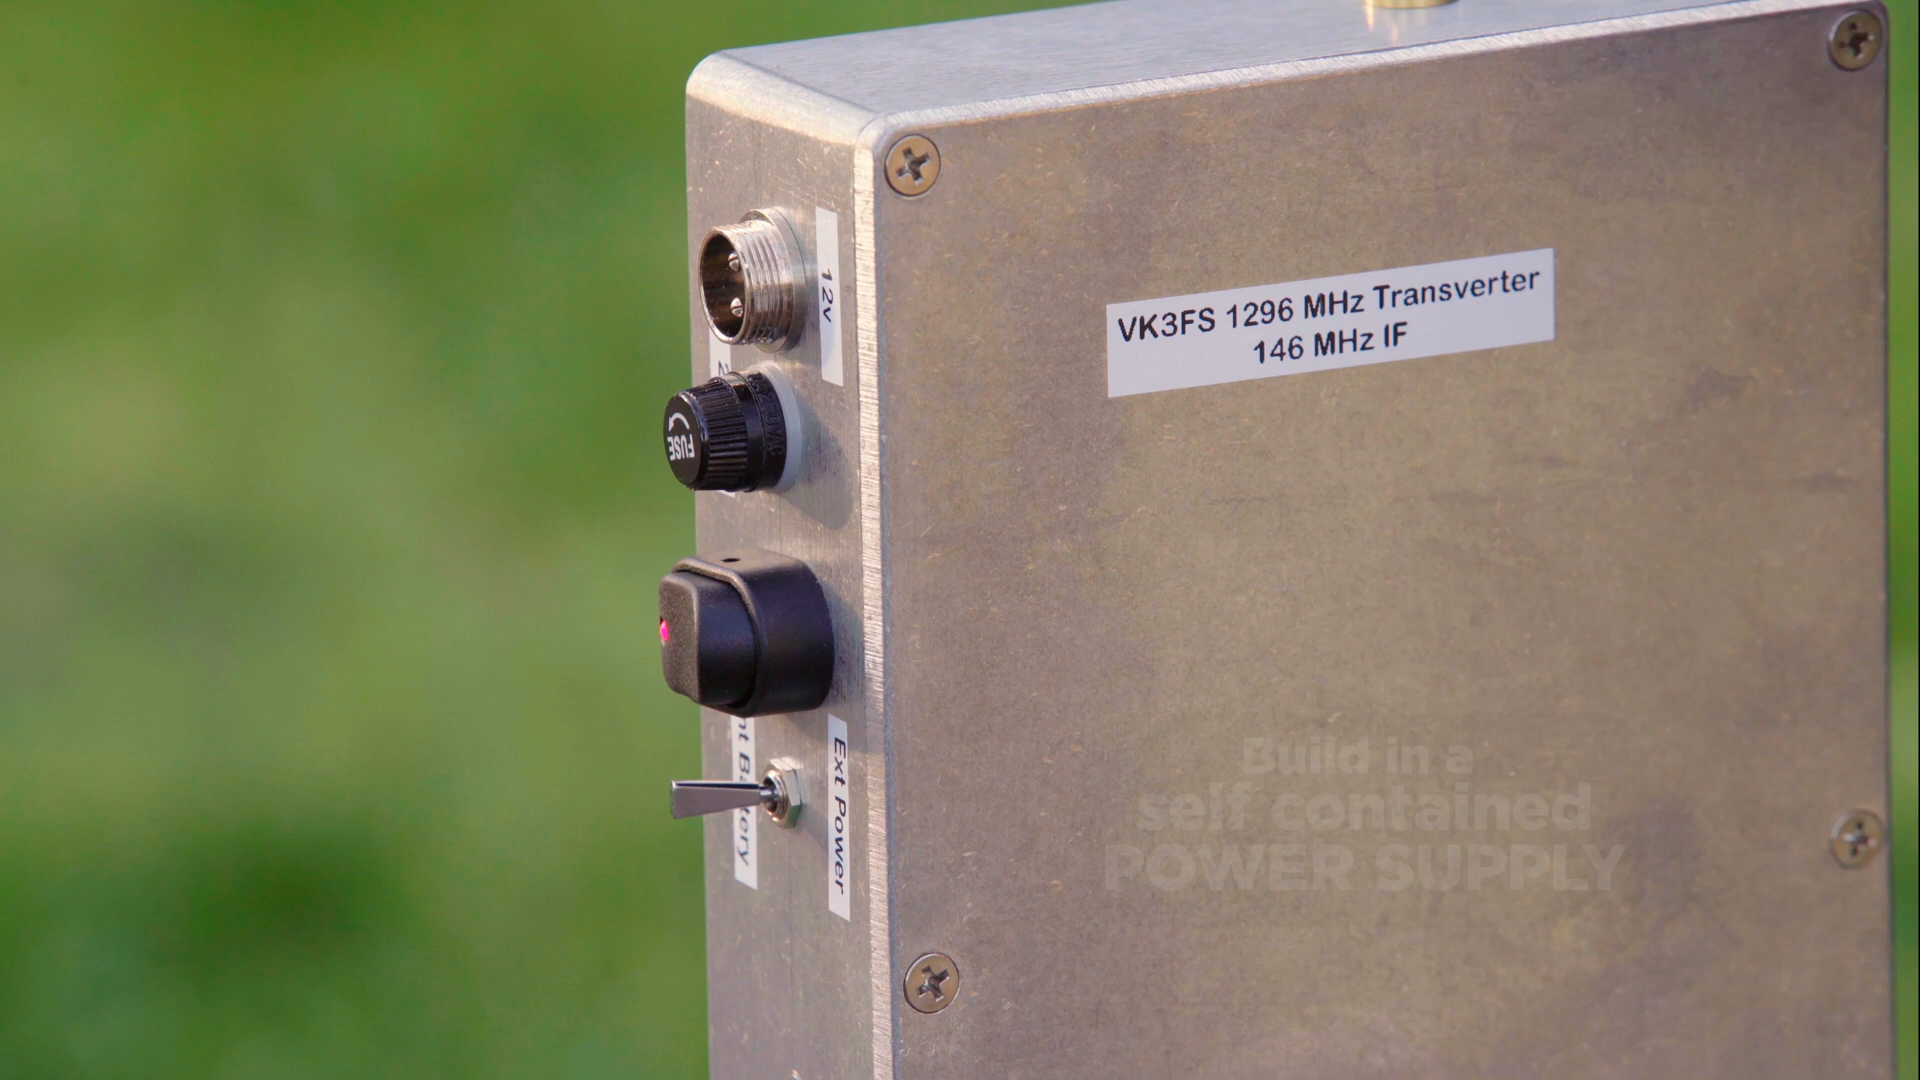 VK3FS 1296 MHz Transverter
146 MHz IF
12v
FUSE
Ext Power
Build in a
self contained
POWER SUPPLY